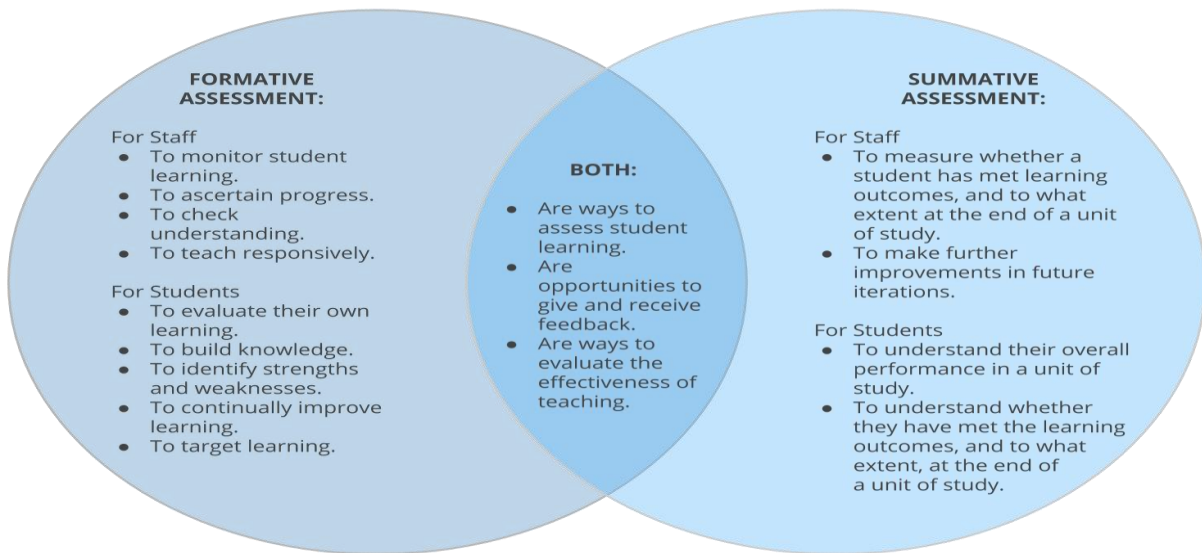 FORMATIVE
ASSESSMENT:
For Staff
● To monitor student
learning.
● To ascertain progress.
● To check
understanding.
● To teach responsively.
For Students
● To evaluate their own
learning.
● To build knowledge.
● To identify strengths
and weaknesses.
● To continually improve
learning.
● To target learning.
BOTH:
● Are ways to
assess student
learning.
● Are
opportunities to
give and receive
feedback.
● Are ways to
evaluate the
effectiveness of
teaching.
SUMMATIVE
ASSESSMENT:
For Staff
● To measure whether a
student has met learning
outcomes, and to what
extent at the end of a unit
of study.
● To make further
improvements in future
iterations.
For Students
● To understand their overall
performance in a unit of
study.
● To understand whether
they have met the learning
outcomes, and to what
extent, at the end of
a unit of study.